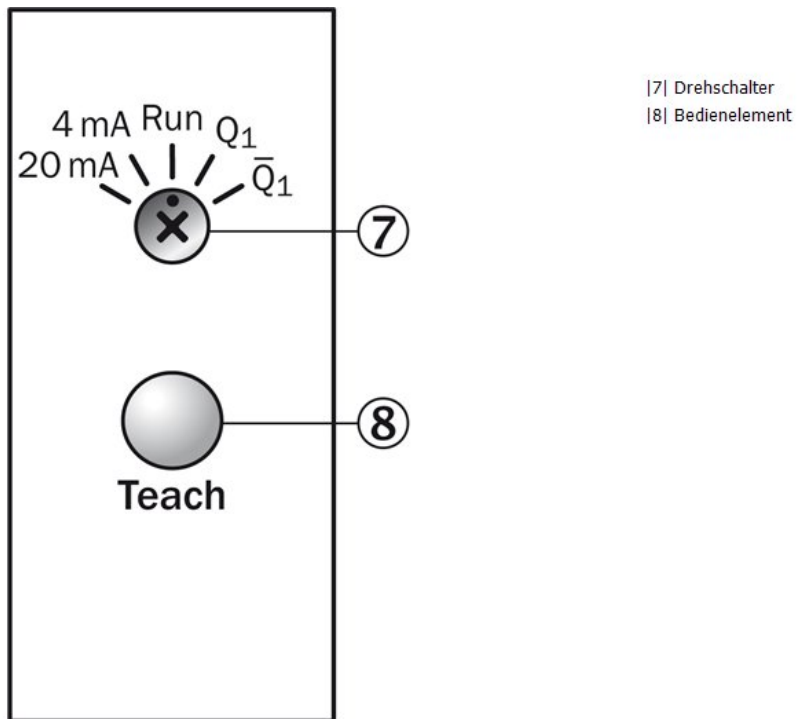 |7| Drehschalter
|8| Bedienelement
4 mA Run Q₁
20 mA Q̅₁
7
8
Teach